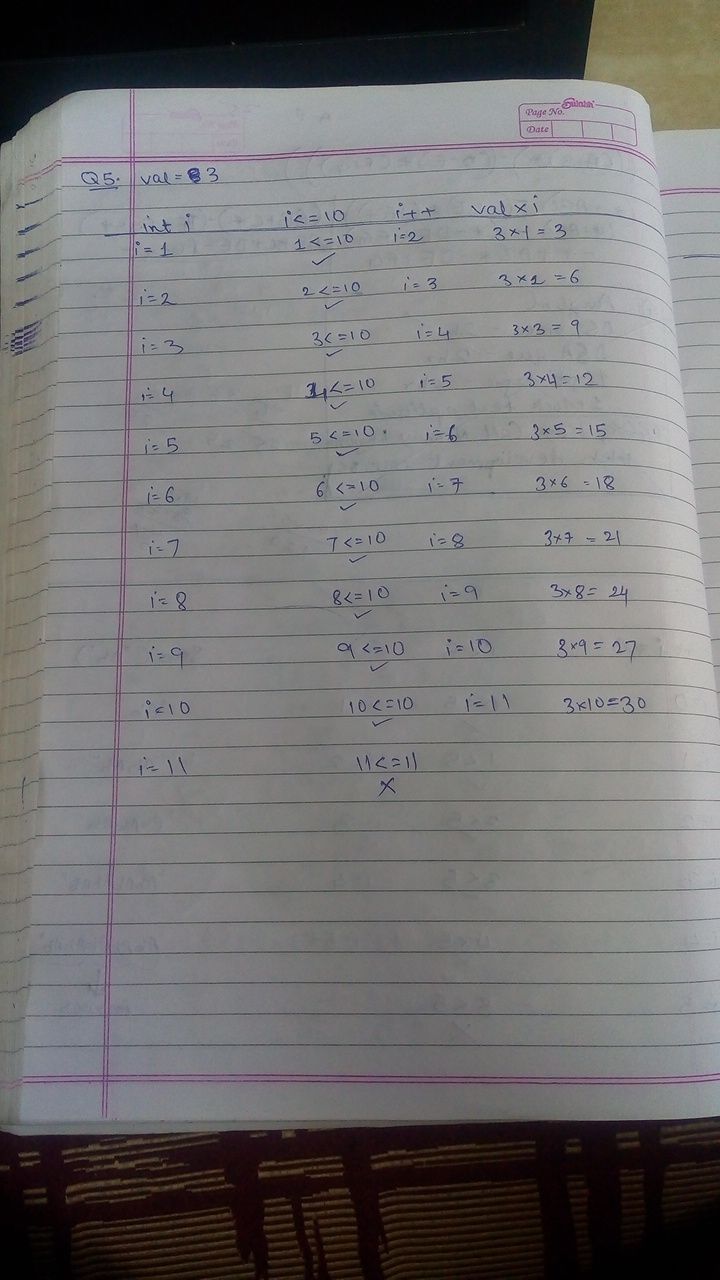 Page No.
Date
Q5. val = 3
int i i<=10 i++ val x i
i=1 1<=10 i=2 3x1=3
i=2 2<=10 i=3 3x2=6
i=3 3<=10 i=4 3x3=9
i=4 4<=10 i=5 3x4=12
i=5 5<=10 i=6 3x5=15
i=6 6<=10 i=7 3x6=18
i=7 7<=10 i=8 3x7=21
i=8 8<=10 i=9 3x8=24
i=9 9<=10 i=10 3x9=27
i=10 10<=10 i=11 3x10=30
i=11 11<=11
x